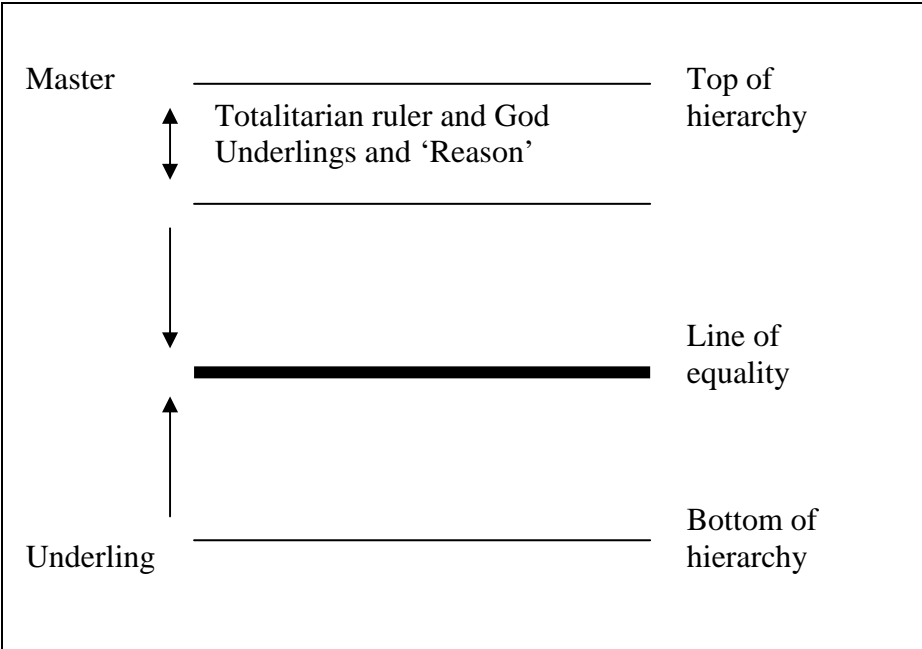 Master
Top of
hierarchy
Totalitarian ruler and God
Underlings and ‘Reason’
Line of
equality
Bottom of
hierarchy
Underling